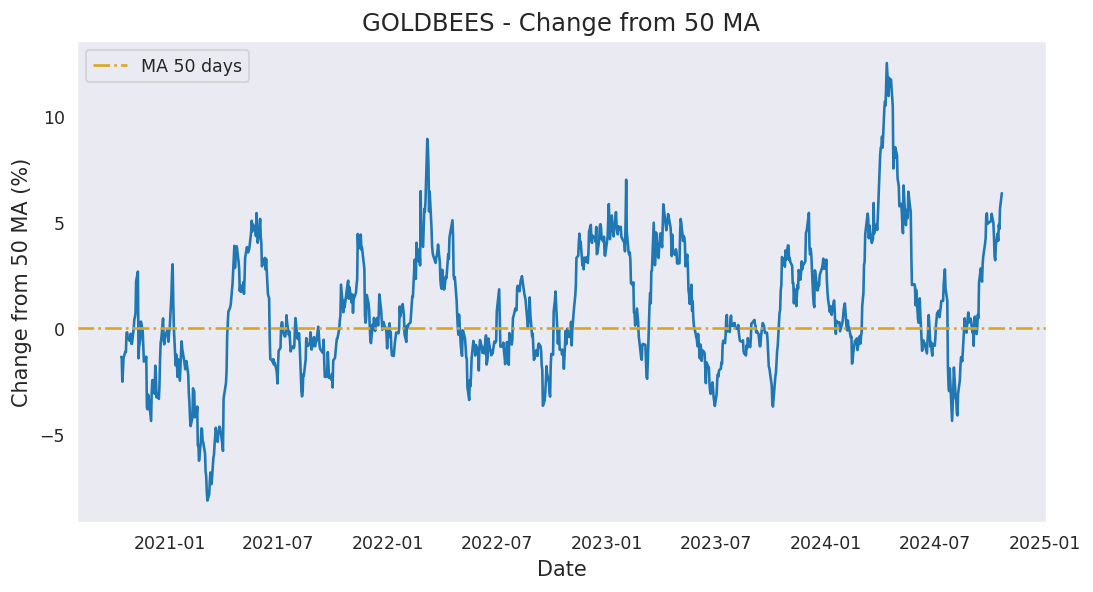 GOLDBEES - Change from 50 MA
MA 50 days
Change from 50 MA (%)
10
5
0
−5
2021-01 2021-07 2022-01 2022-07 2023-01 2023-07 2024-01 2024-07 2025-01
Date